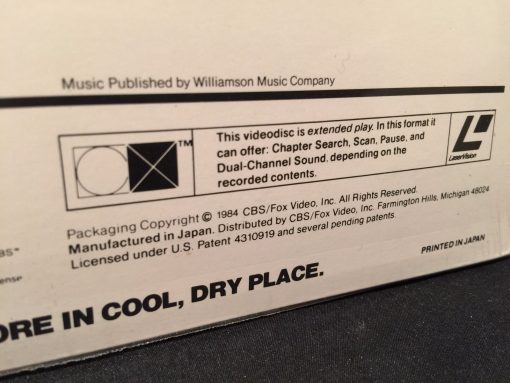 Music Published by Williamson Music Company
TM
This videodisc is extended play. In this format it
can offer: Chapter Search, Scan, Pause, and
Dual-Channel Sound, depending on the
recorded contents.
LaserVision
Packaging Copyright © 1984 CBS/Fox Video, Inc. All Rights Reserved.
Manufactured in Japan. Distributed by CBS/Fox Video, Inc. Farmington Hills, Michigan 48024
Licensed under U.S. Patent 4310919 and several pending patents.
PRINTED IN JAPAN
ORE IN COOL, DRY PLACE.